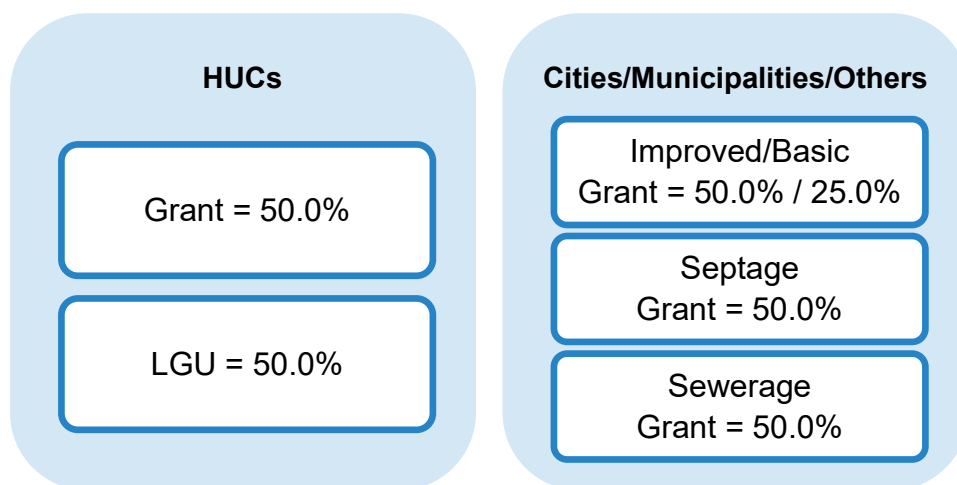 HUCs
Grant = 50.0%
LGU = 50.0%
Cities/Municipalities/Others
Improved/Basic
Grant = 50.0% / 25.0%
Septage
Grant = 50.0%
Sewerage
Grant = 50.0%